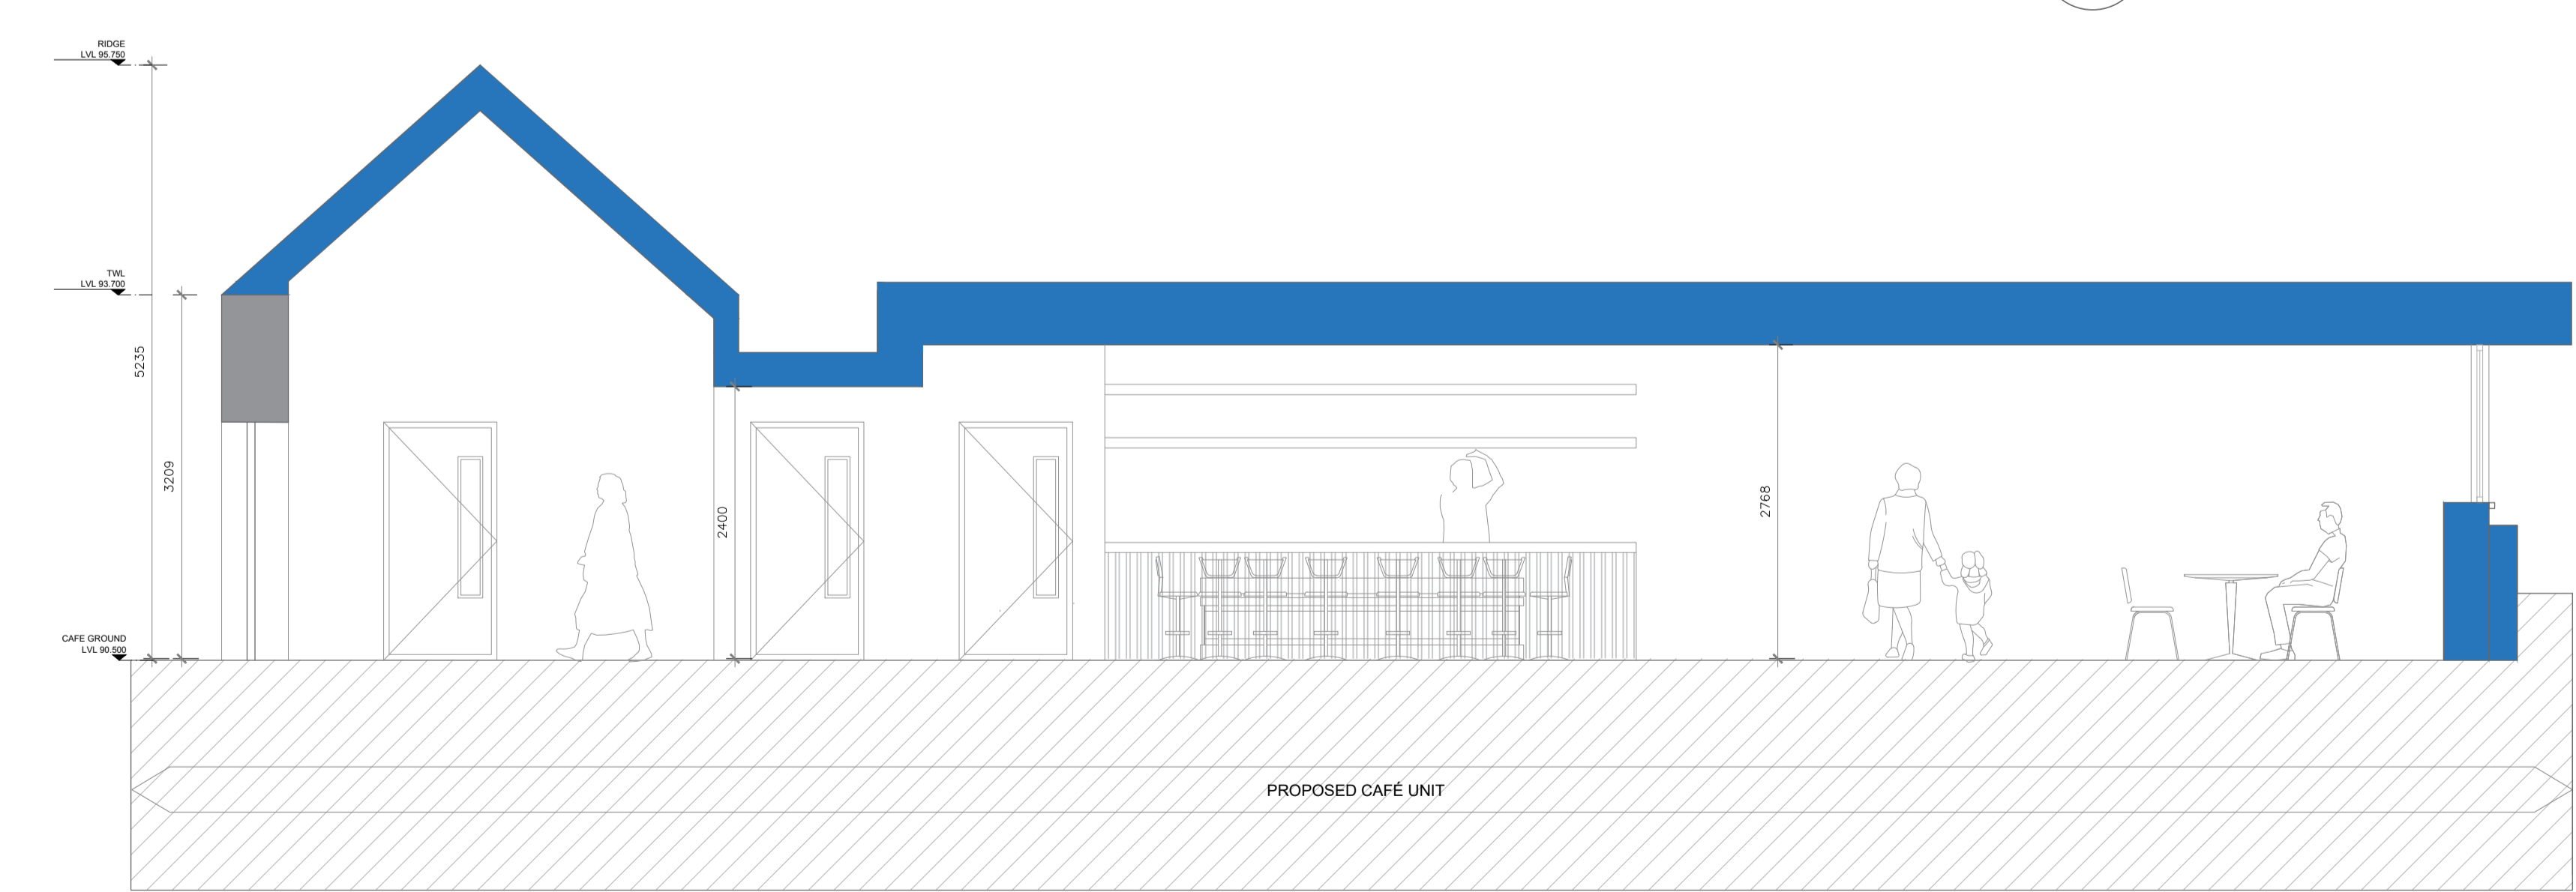 RIDGE
LVL 95.750
TWL
LVL 93.700
5235
3209
2400
2768
CAFE GROUND
LVL 90.500
PROPOSED CAFÉ UNIT